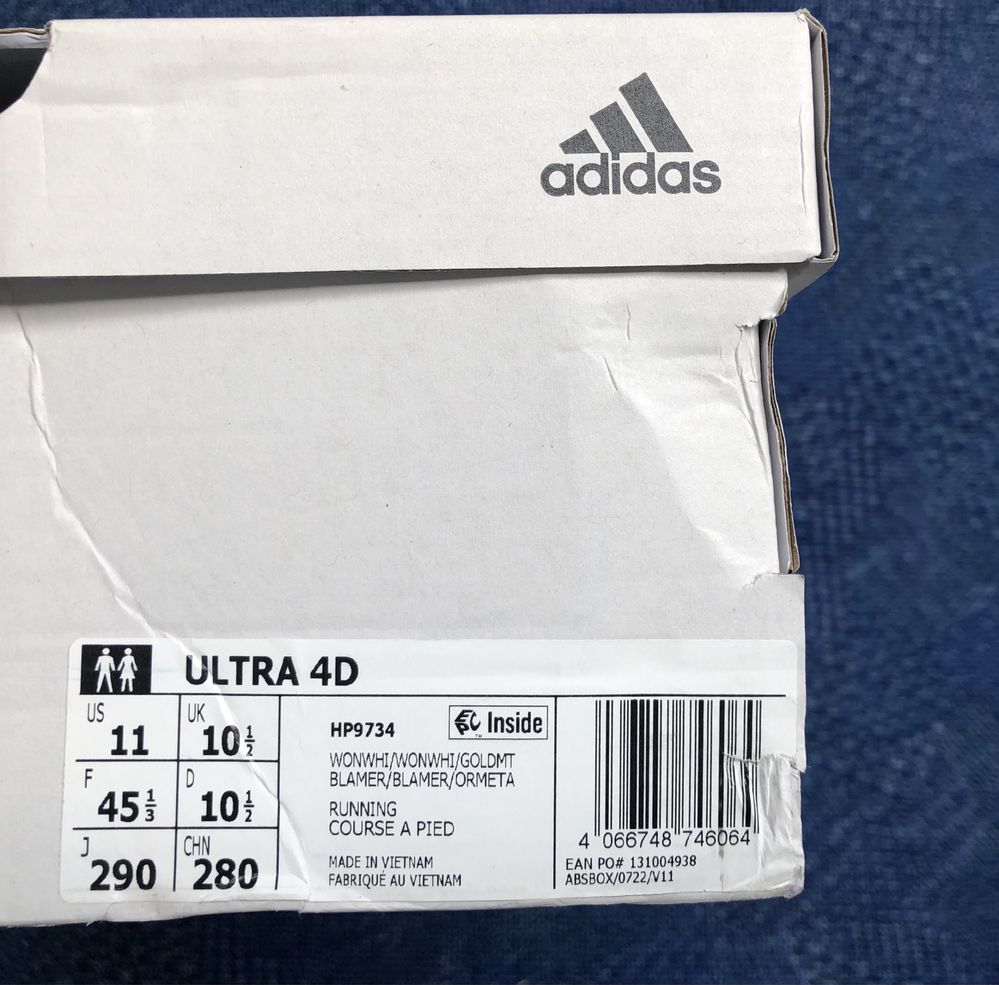 adidas
ULTRA 4D
US 11
UK 10 1/2
F 45 1/3
D 10 1/2
J 290
CHN 280
HP9734
EPC Inside
TM
WONWHI/WONWHI/GOLDMT
BLAMER/BLAMER/ORMETA
RUNNING
COURSE A PIED
MADE IN VIETNAM
FABRIQUÉ AU VIETNAM
4 066748 746064
EAN PO# 131004938
ABSBOX/0722/V11